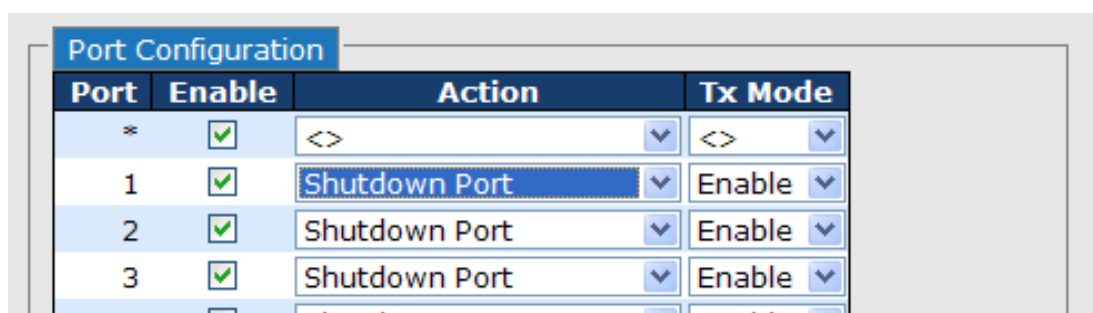 Port Configuration
Port Enable Action Tx Mode
* <> <>
1 Shutdown Port Enable
2 Shutdown Port Enable
3 Shutdown Port Enable